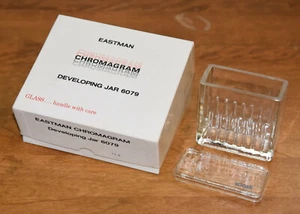 EASTMAN
CHROMAGRAM
DEVELOPING JAR 6079
GLASS... handle with care
EASTMAN CHROMAGRAM
Developing Jar 6079